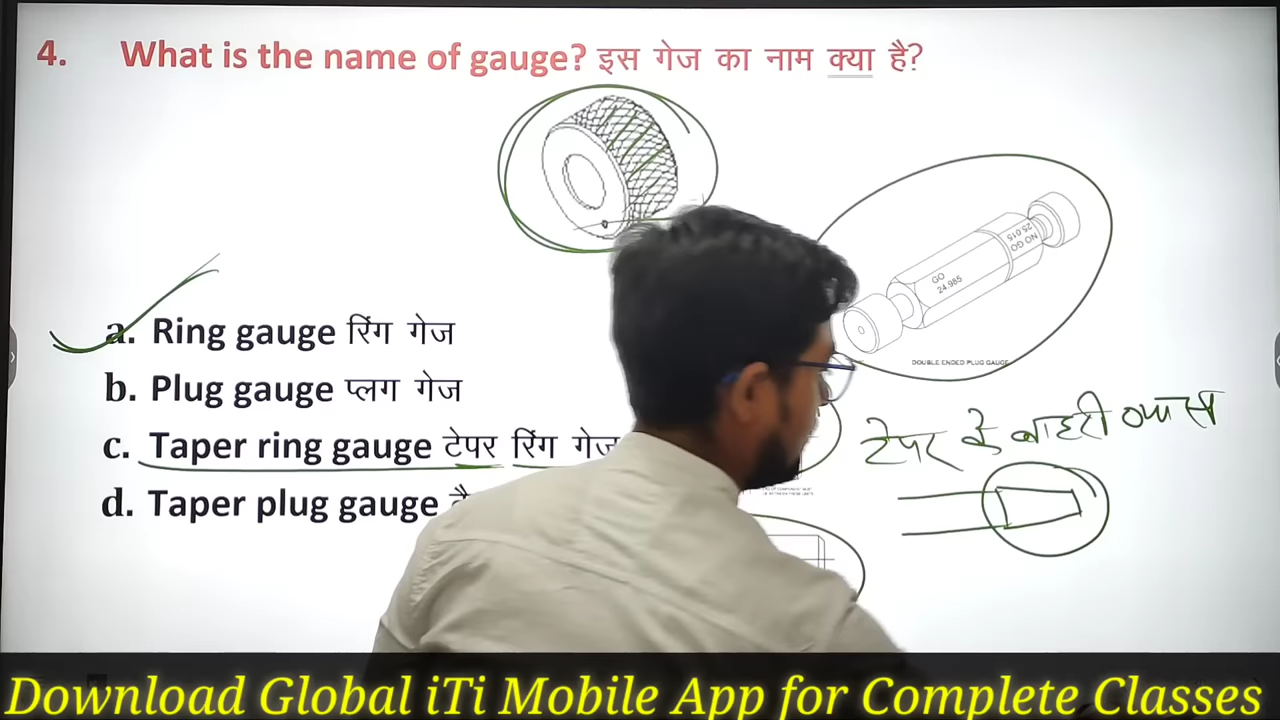 4. What is the name of gauge? इस गेज का नाम क्या है?
NO GO
25.015
GO
24.985
DOUBLE ENDED PLUG GAUGE
a. Ring gauge रिंग गेज
b. Plug gauge प्लग गेज
टेपर के बाहरी व्यास
c. Taper ring gauge टेपर रिंग गेज
d. Taper plug gauge
Download Global iTi Mobile App for Complete Classes